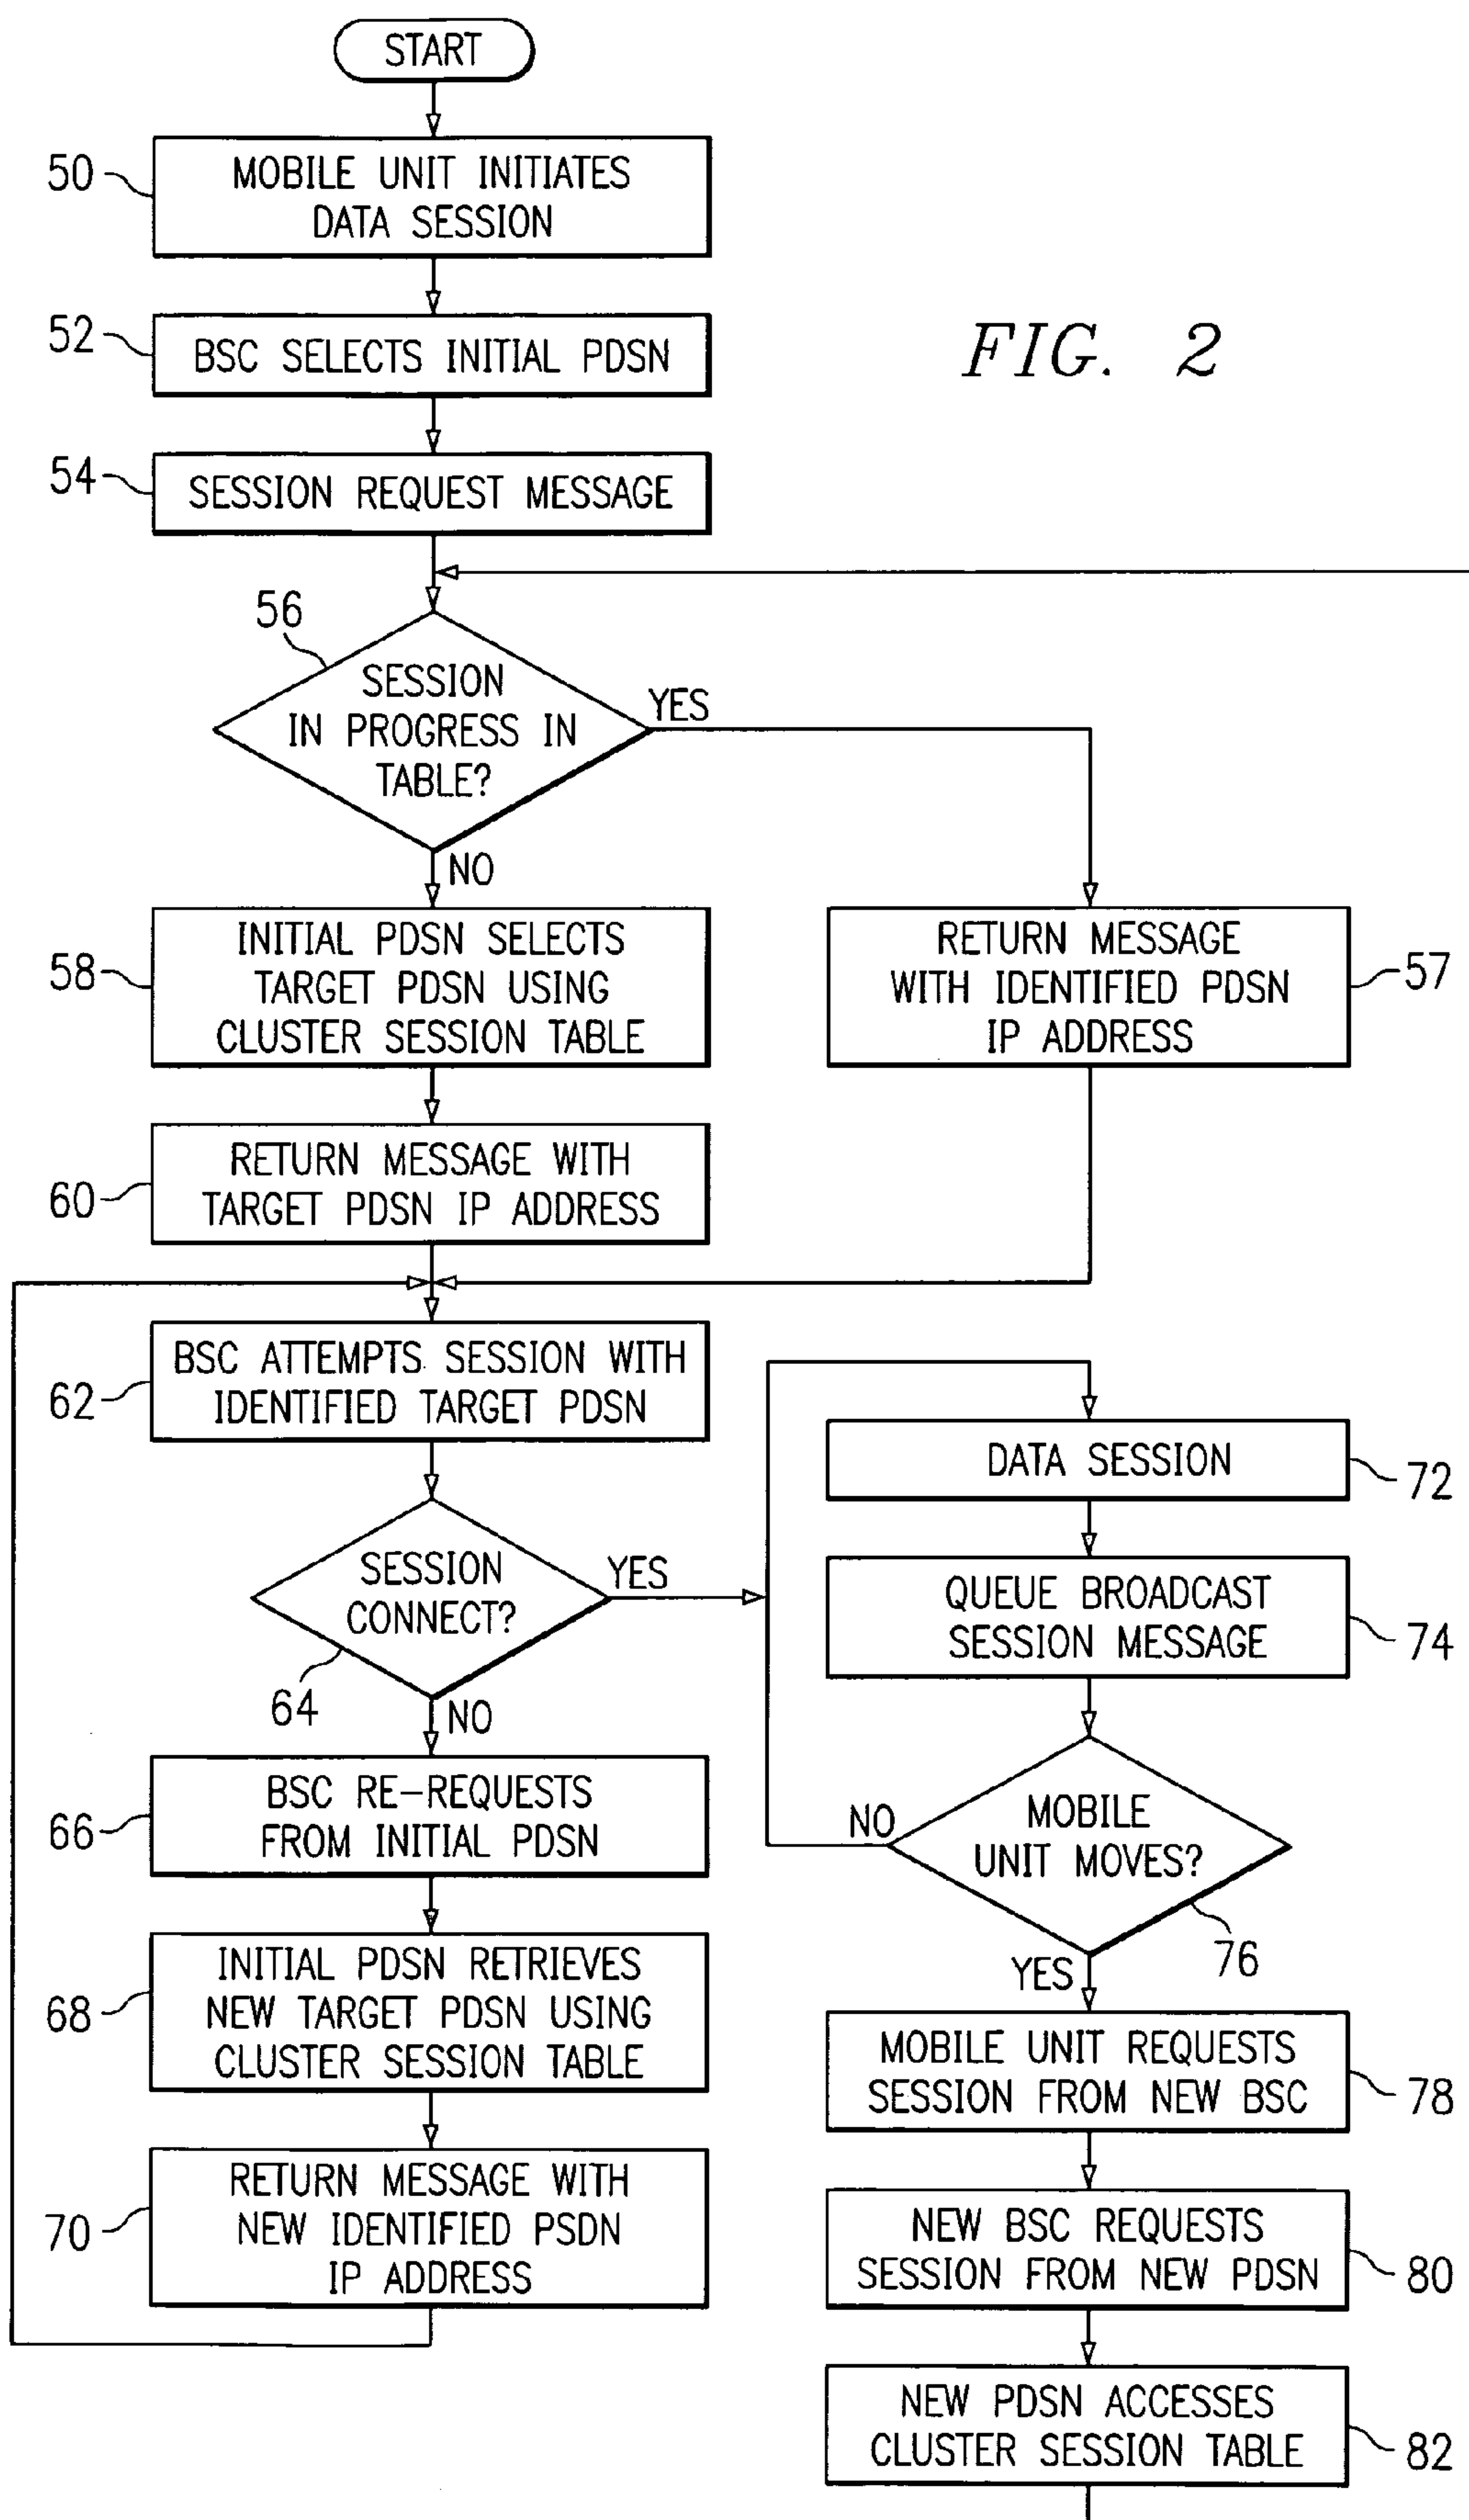 START
50
MOBILE UNIT INITIATES
DATA SESSION
52
BSC SELECTS INITIAL PDSN
FIG. 2
54
SESSION REQUEST MESSAGE
56
SESSION
IN PROGRESS IN
TABLE?
YES
NO
58
INITIAL PDSN SELECTS
TARGET PDSN USING
CLUSTER SESSION TABLE
RETURN MESSAGE
WITH IDENTIFIED PDSN
IP ADDRESS
57
60
RETURN MESSAGE WITH
TARGET PDSN IP ADDRESS
62
BSC ATTEMPTS SESSION WITH
IDENTIFIED TARGET PDSN
DATA SESSION
72
SESSION
CONNECT?
YES
64
NO
QUEUE BROADCAST
SESSION MESSAGE
74
66
BSC RE-REQUESTS
FROM INITIAL PDSN
NO
MOBILE
UNIT MOVES?
76
YES
68
INITIAL PDSN RETRIEVES
NEW TARGET PDSN USING
CLUSTER SESSION TABLE
MOBILE UNIT REQUESTS
SESSION FROM NEW BSC
78
70
RETURN MESSAGE WITH
NEW IDENTIFIED PSDN
IP ADDRESS
NEW BSC REQUESTS
SESSION FROM NEW PDSN
80
NEW PDSN ACCESSES
CLUSTER SESSION TABLE
82